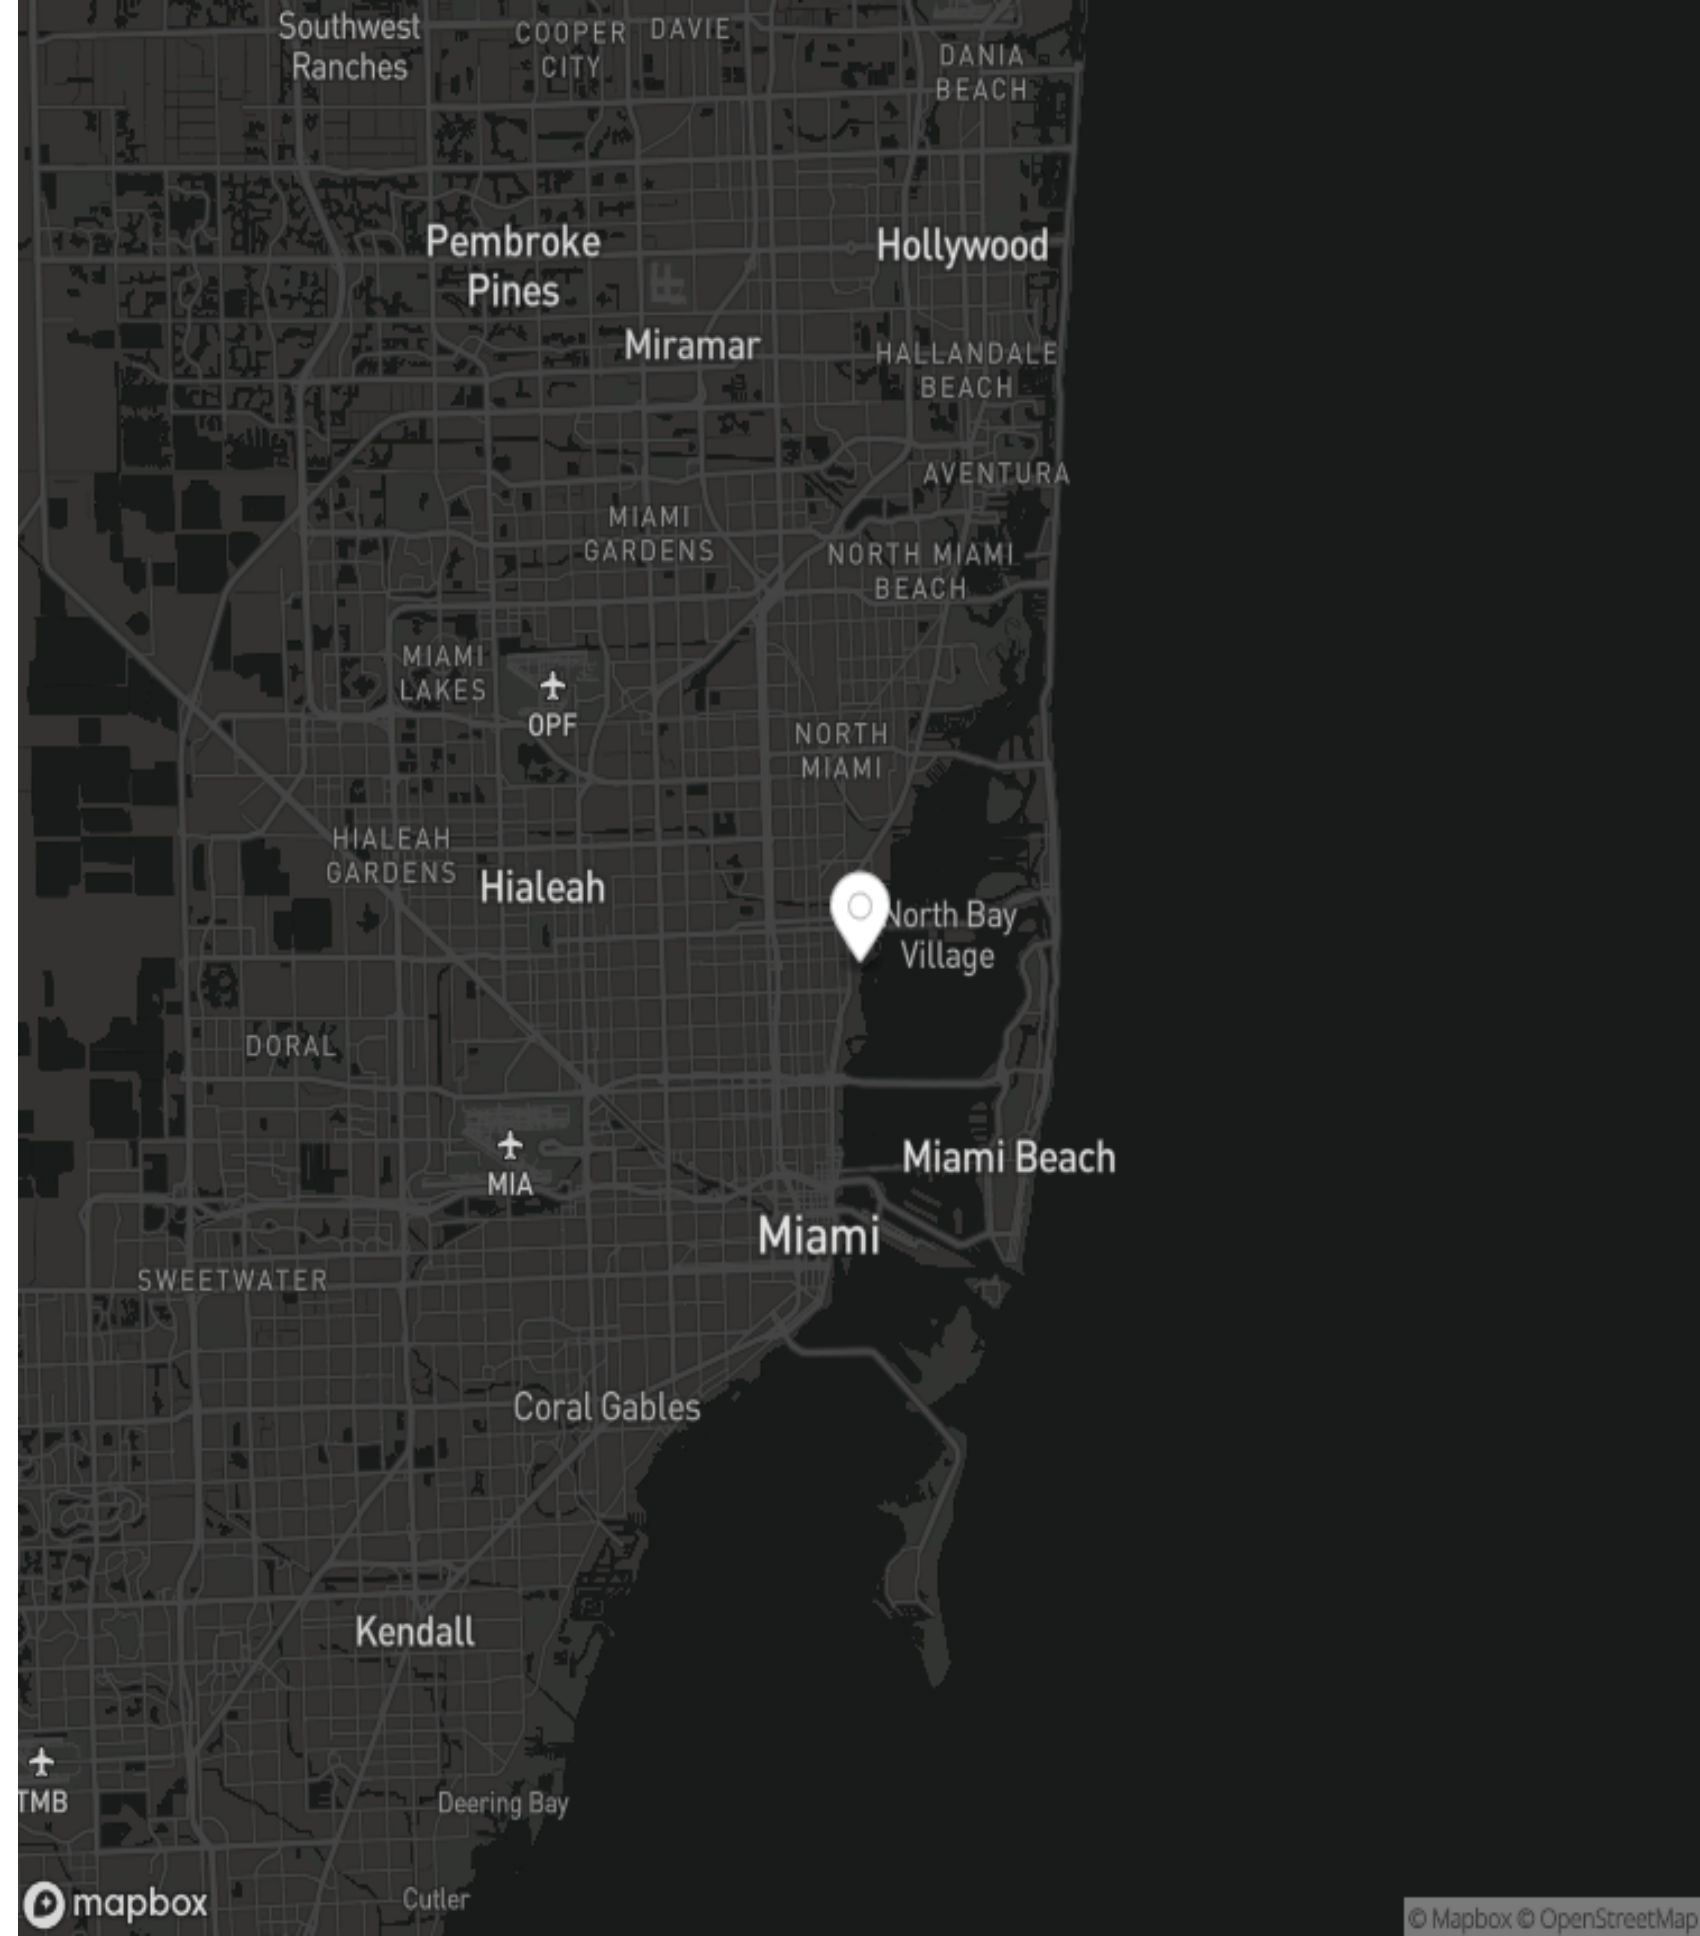 Southwest
Ranches
COOPER
CITY
DAVIE
DANIA
BEACH
Pembroke
Pines
Hollywood
Miramar
HALLANDALE
BEACH
AVENTURA
MIAMI
GARDENS
NORTH MIAMI
BEACH
MIAMI
LAKES
OPF
NORTH
MIAMI
HIALEAH
GARDENS
Hialeah
North Bay
Village
DORAL
MIA
Miami Beach
Miami
SWEETWATER
Coral Gables
Kendall
TMB
Deering Bay
Cutler
mapbox
© Mapbox © OpenStreetMap